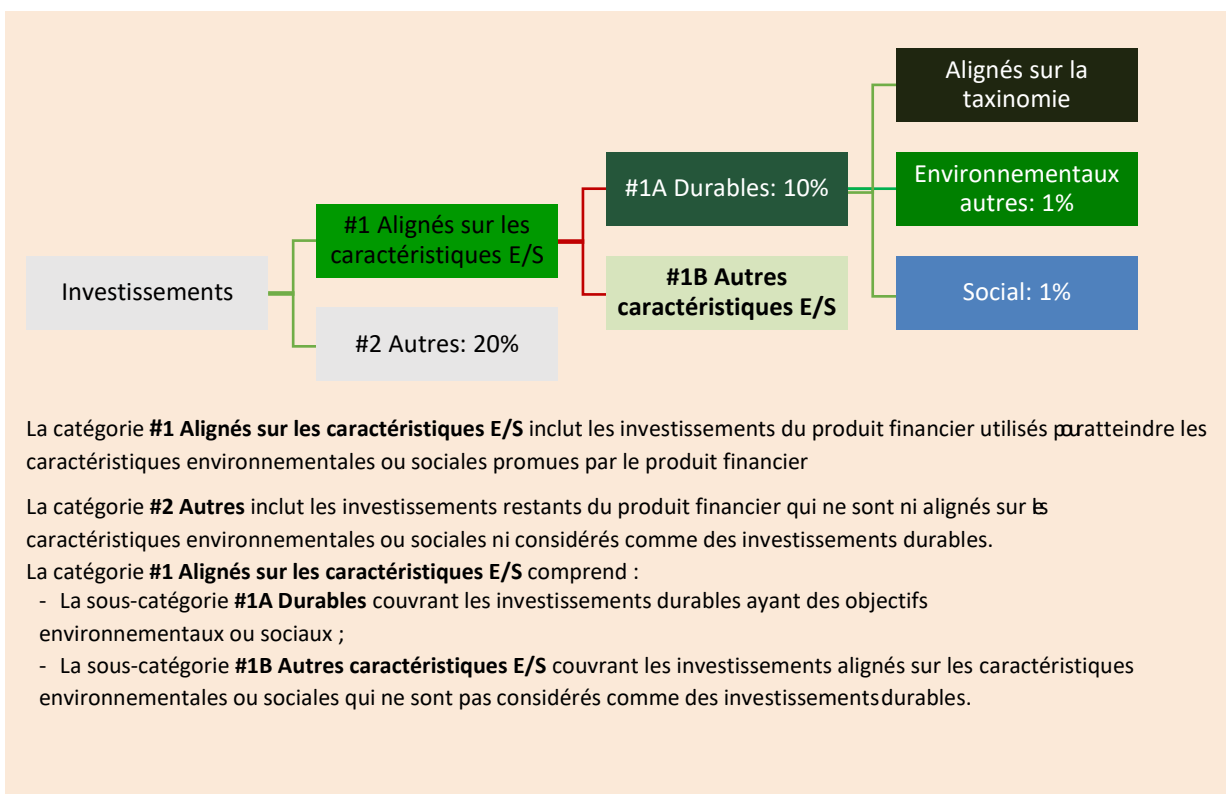 Alignés sur la
taxinomie
Environnementaux
autres: 1%
Social: 1%
#1A Durables: 10%
#1B Autres
caractéristiques E/S
#1 Alignés sur les
caractéristiques E/S
#2 Autres: 20%
Investissements
La catégorie #1 Alignés sur les caractéristiques E/S inclut les investissements du produit financier utilisés pour atteindre les
caractéristiques environnementales ou sociales promues par le produit financier
La catégorie #2 Autres inclut les investissements restants du produit financier qui ne sont ni alignés sur les
caractéristiques environnementales ou sociales ni considérés comme des investissements durables.
La catégorie #1 Alignés sur les caractéristiques E/S comprend :
- La sous-catégorie #1A Durables couvrant les investissements durables ayant des objectifs
environnementaux ou sociaux ;
- La sous-catégorie #1B Autres caractéristiques E/S couvrant les investissements alignés sur les caractéristiques
environnementales ou sociales qui ne sont pas considérés comme des investissements durables.